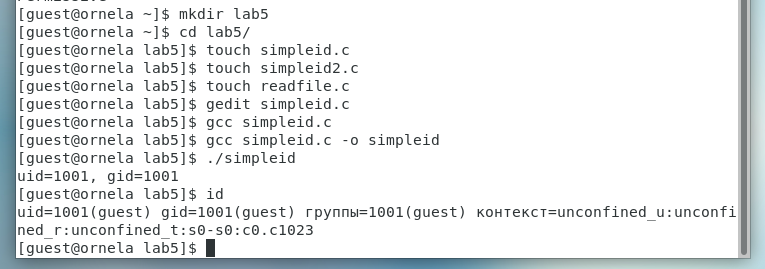 [guest@ornela ~]$ mkdir lab5
[guest@ornela ~]$ cd lab5/
[guest@ornela lab5]$ touch simpleid.c
[guest@ornela lab5]$ touch simpleid2.c
[guest@ornela lab5]$ touch readfile.c
[guest@ornela lab5]$ gedit simpleid.c
[guest@ornela lab5]$ gcc simpleid.c
[guest@ornela lab5]$ gcc simpleid.c -o simpleid
[guest@ornela lab5]$ ./simpleid
uid=1001, gid=1001
[guest@ornela lab5]$ id
uid=1001(guest) gid=1001(guest) группы=1001(guest) контекст=unconfined_u:unconfi
ned_r:unconfined_t:s0-s0:c0.c1023
[guest@ornela lab5]$